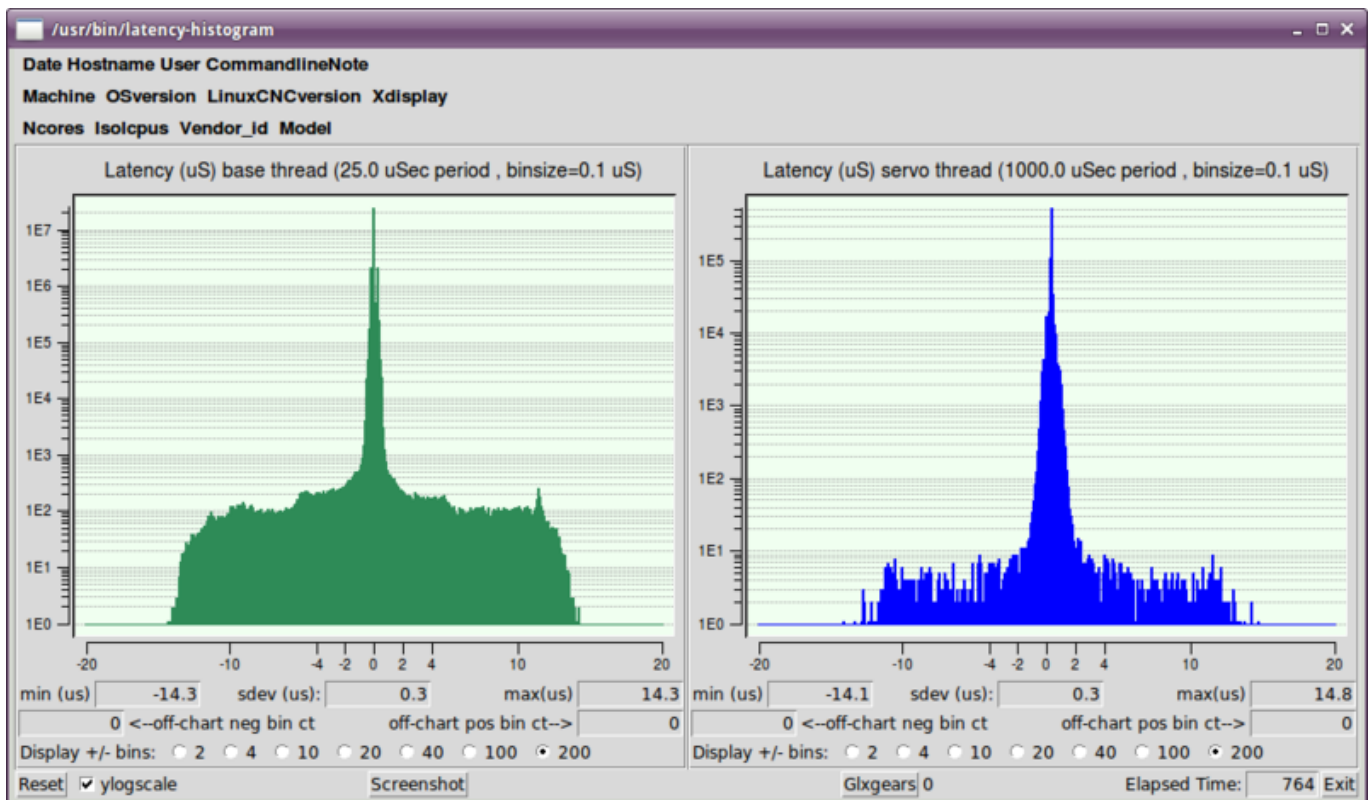 /usr/bin/latency-histogram
Date Hostname User CommandlineNote
Machine OSversion LinuxCNCversion Xdisplay
Ncores Isolcpus Vendor_id Model
Latency (uS) base thread (25.0 uSec period , binsize=0.1 uS)
1E7
1E6
1E5
1E4
1E3
1E2
1E1
1E0
-20 -10 -4 -2 0 2 4 10 20
min (us) -14.3 sdev (us): 0.3 max(us) 14.3
0 <--off-chart neg bin ct off-chart pos bin ct--> 0
Display +/- bins: 2 4 10 20 40 100 200
Latency (uS) servo thread (1000.0 uSec period , binsize=0.1 uS)
1E5
1E4
1E3
1E2
1E1
1E0
-20 -10 -4 -2 0 2 4 10 20
min (us) -14.1 sdev (us): 0.3 max(us) 14.8
0 <--off-chart neg bin ct off-chart pos bin ct--> 0
Display +/- bins: 2 4 10 20 40 100 200
Reset ylogscale Screenshot Glxgears 0 Elapsed Time: 764 Exit